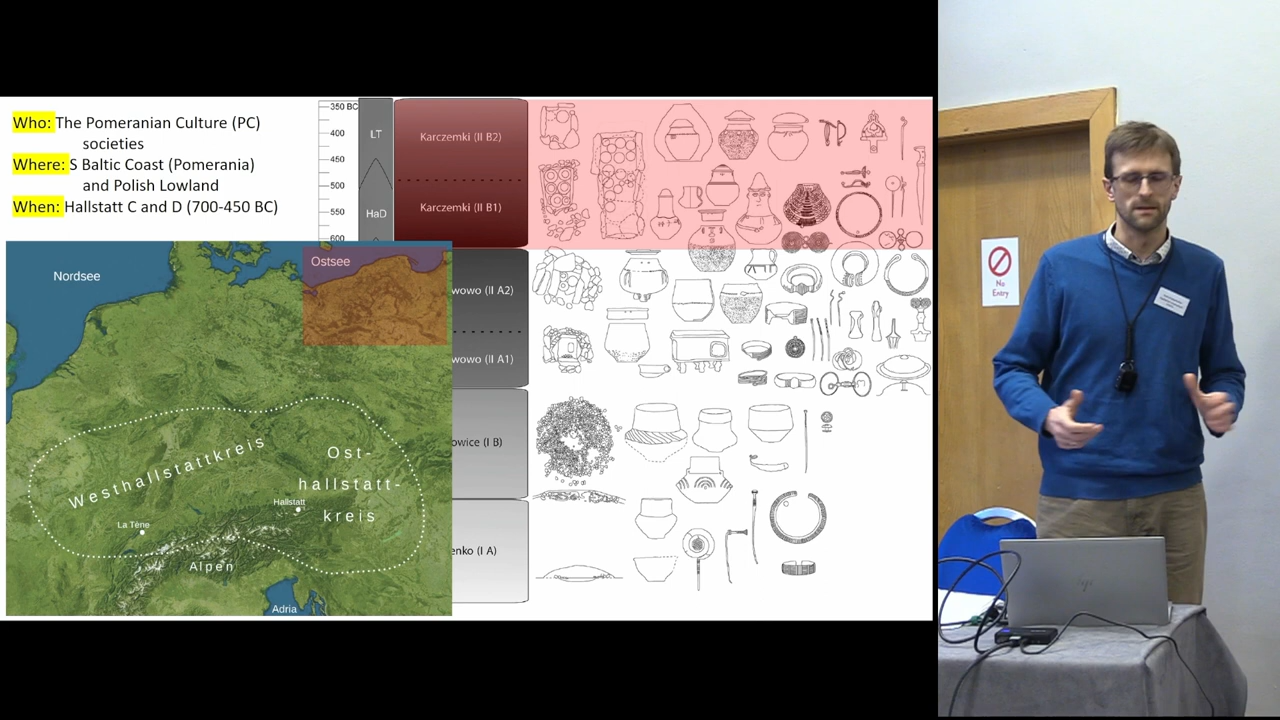 Who: The Pomeranian Culture (PC)
societies
Where: S Baltic Coast (Pomerania)
and Polish Lowland
When: Hallstatt C and D (700-450 BC)
350 BC
400
450
500
550
600
LT
HaD
Karczemki (II B2)
Karczemki (II B1)
wowo (II A2)
wowo (II A1)
owice (I B)
enko (I A)
Nordsee
Ostsee
Westhallstattkreis
Ost-
hallstatt-
kreis
Hallstatt
La Tène
Alpen
Adria
No
Entry
hp